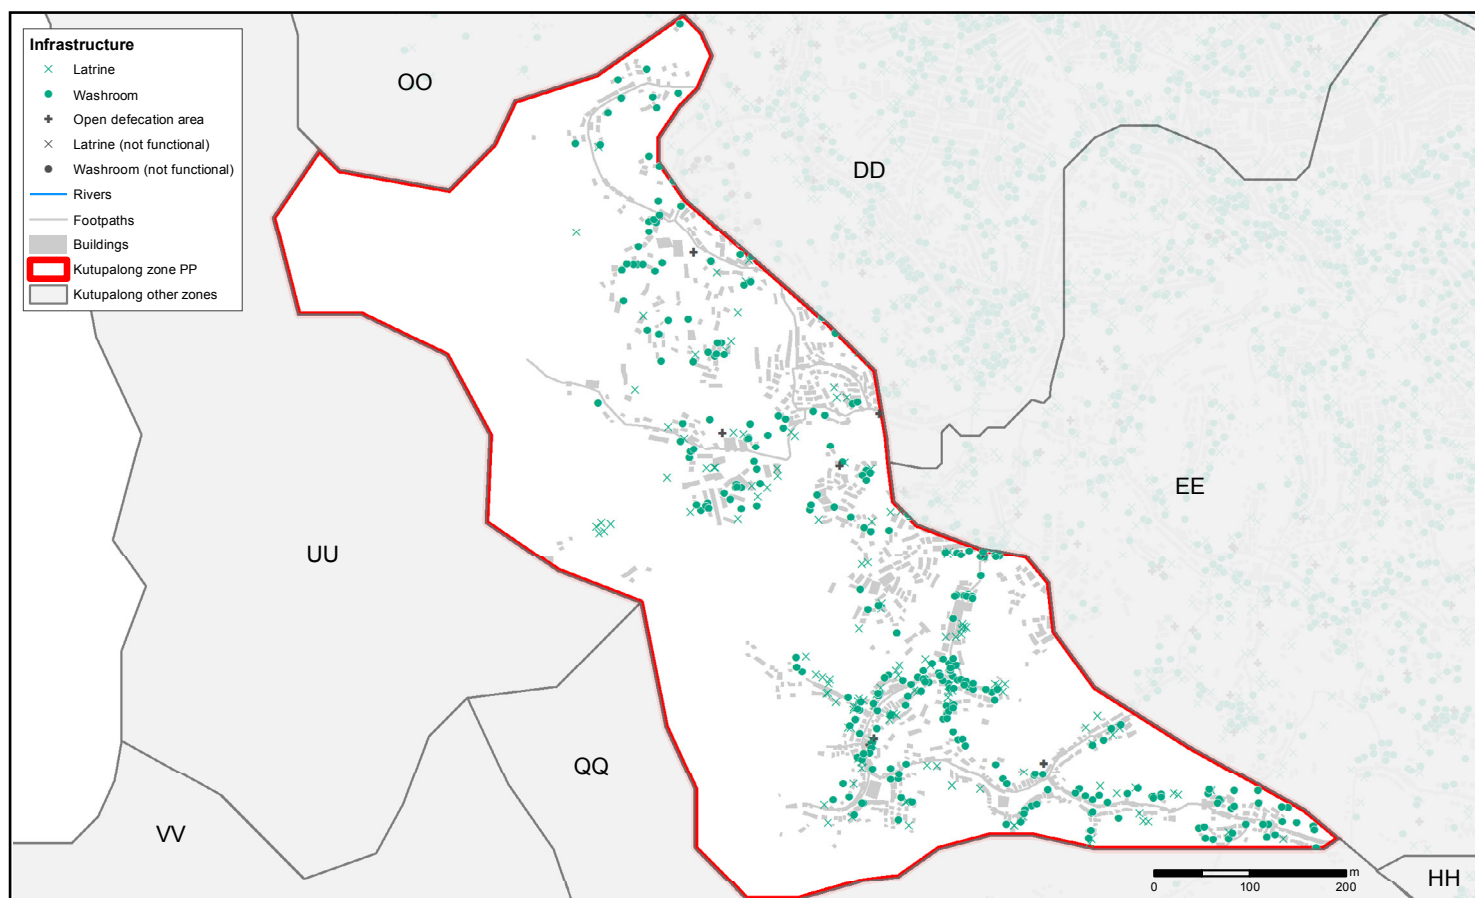 Infrastructure
Latrine
Washroom
Open defecation area
Latrine (not functional)
Washroom (not functional)
Rivers
Footpaths
Buildings
Kutupalong zone PP
Kutupalong other zones
OO
DD
EE
UU
QQ
VV
HH
m
0 100 200